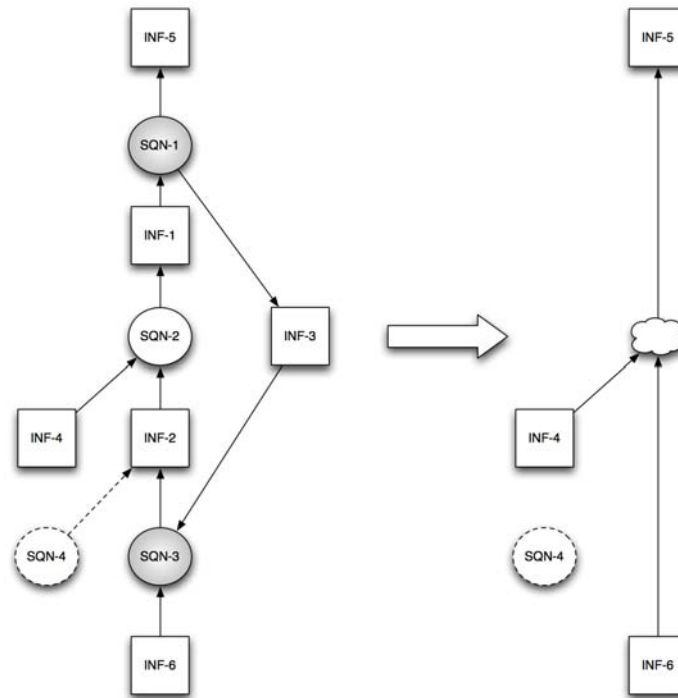 INF-5
SQN-1
INF-1
SQN-2
INF-3
INF-4
INF-2
SQN-4
SQN-3
INF-6
INF-5
INF-4
SQN-4
INF-6